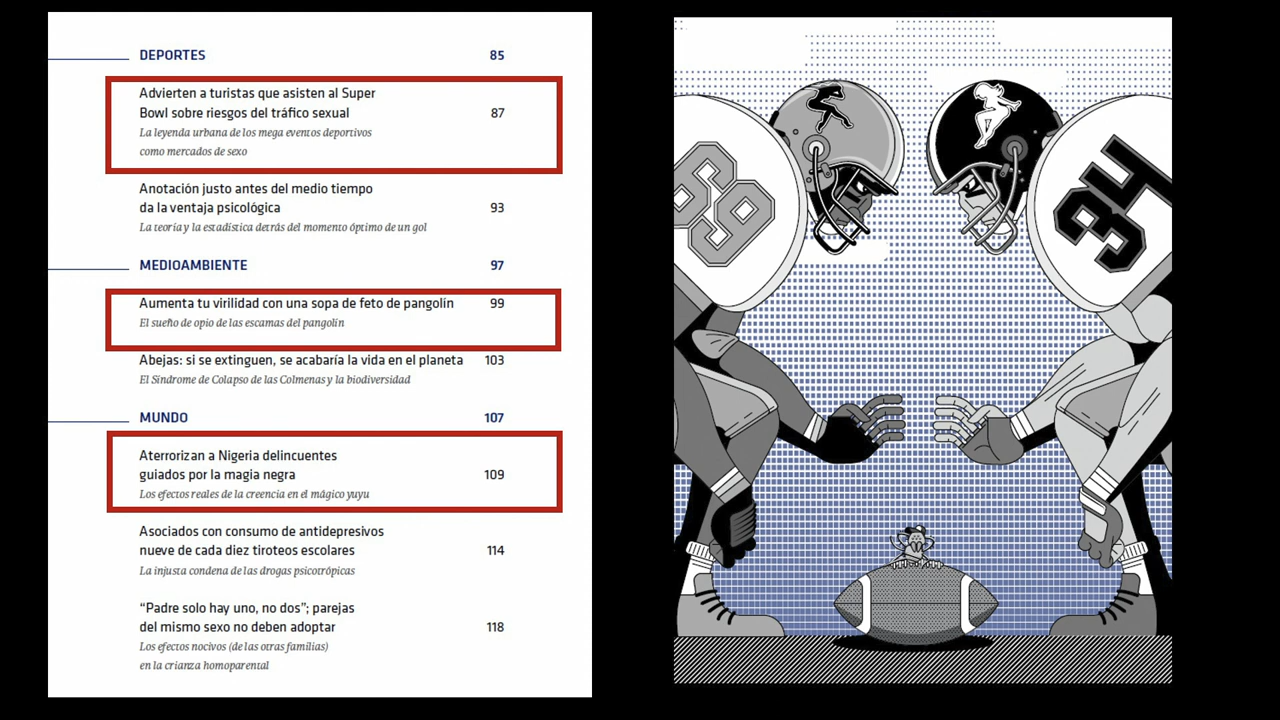 DEPORTES 85
Advierten a turistas que asisten al Super
Bowl sobre riesgos del tráfico sexual 87
La leyenda urbana de los mega eventos deportivos
como mercados de sexo
Anotación justo antes del medio tiempo
da la ventaja psicológica 93
La teoría y la estadística detrás del momento óptimo de un gol
MEDIOAMBIENTE 97
Aumenta tu virilidad con una sopa de feto de pangolín 99
El sueño de opio de las escamas del pangolín
Abejas: si se extinguen, se acabaría la vida en el planeta 103
El Síndrome de Colapso de las Colmenas y la biodiversidad
MUNDO 107
Aterrorizan a Nigeria delincuentes
guiados por la magia negra 109
Los efectos reales de la creencia en el mágico yuyu
Asociados con consumo de antidepresivos
nueve de cada diez tiroteos escolares 114
La injusta condena de las drogas psicotrópicas
“Padre solo hay uno, no dos”; parejas
del mismo sexo no deben adoptar 118
Los efectos nocivos (de las otras familias)
en la crianza homoparental
89
34